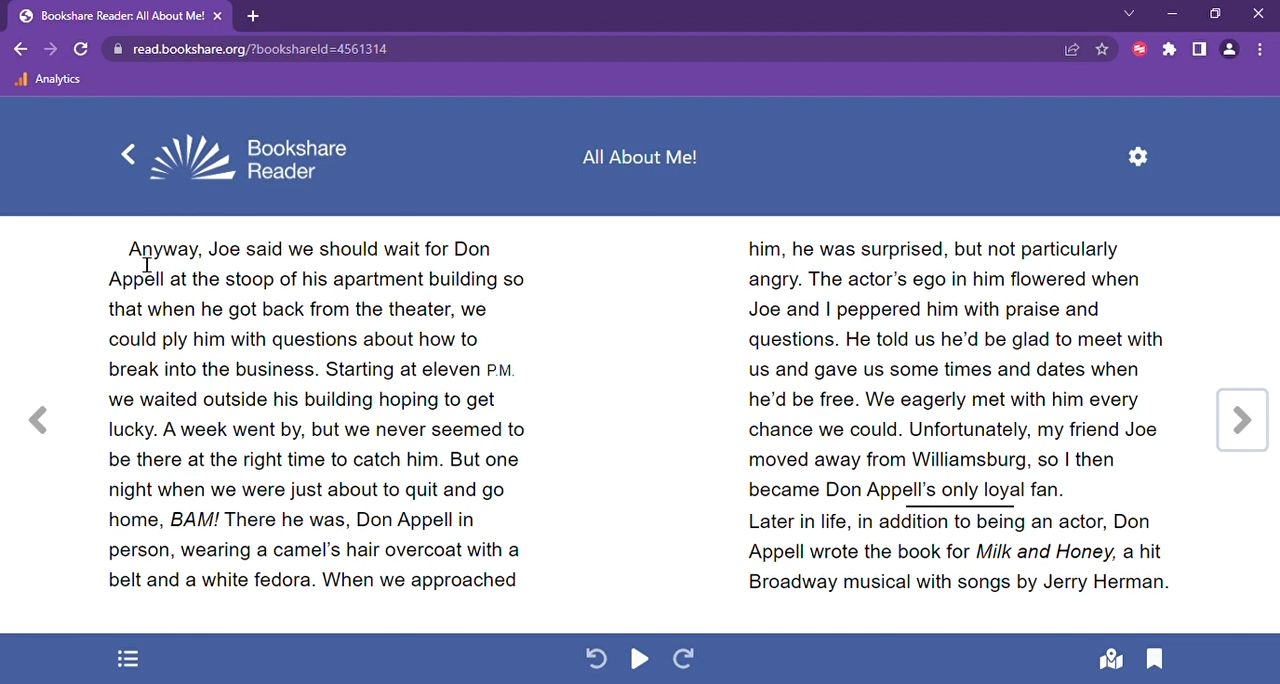 Bookshare Reader: All About Me!
read.bookshare.org/?bookshareId=4561314
Analytics
Bookshare
Reader
All About Me!
Anyway, Joe said we should wait for Don
Appell at the stoop of his apartment building so
that when he got back from the theater, we
could ply him with questions about how to
break into the business. Starting at eleven P.M.
we waited outside his building hoping to get
lucky. A week went by, but we never seemed to
be there at the right time to catch him. But one
night when we were just about to quit and go
home, BAM! There he was, Don Appell in
person, wearing a camel’s hair overcoat with a
belt and a white fedora. When we approached
him, he was surprised, but not particularly
angry. The actor’s ego in him flowered when
Joe and I peppered him with praise and
questions. He told us he’d be glad to meet with
us and gave us some times and dates when
he’d be free. We eagerly met with him every
chance we could. Unfortunately, my friend Joe
moved away from Williamsburg, so I then
became Don Appell’s only loyal fan.
Later in life, in addition to being an actor, Don
Appell wrote the book for Milk and Honey, a hit
Broadway musical with songs by Jerry Herman.